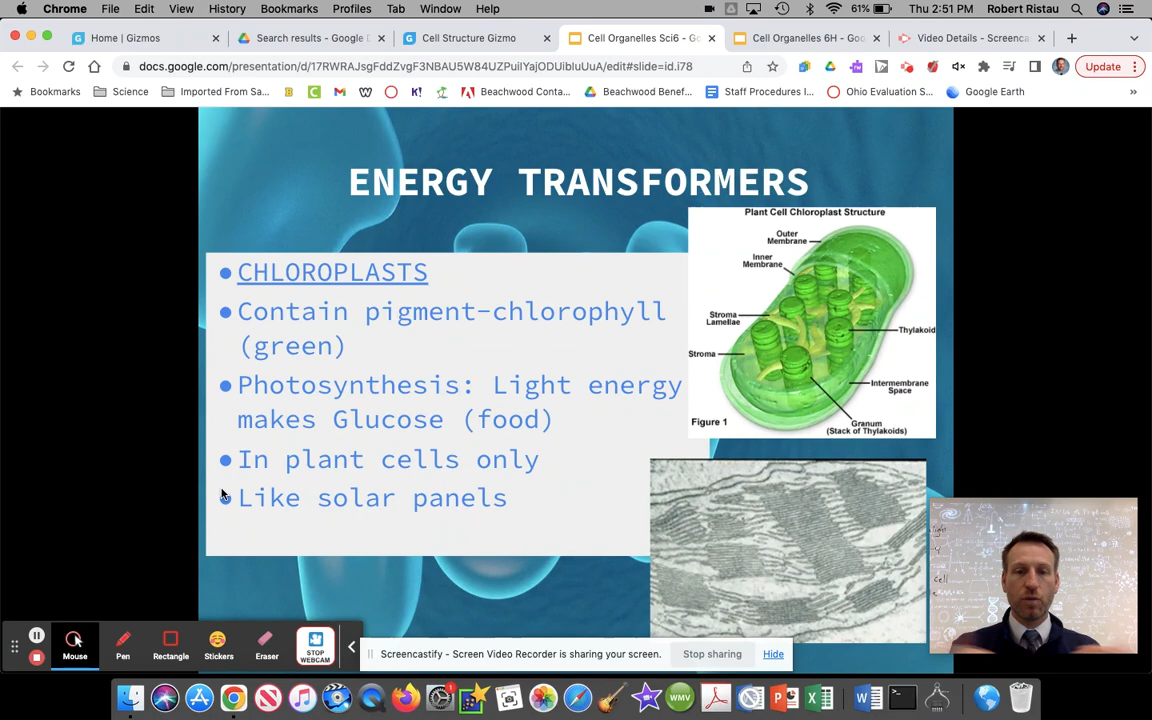 Chrome File Edit View History Bookmarks Profiles Tab Window Help 61% Thu 2:51 PM Robert Ristau
Home | Gizmos Search results - Google D Cell Structure Gizmo Cell Organelles Sci6 - Go Cell Organelles 6H - Goo Video Details - Screenca
docs.google.com/presentation/d/17RWRAJsgFddZvgF3NBAU5W84UZPuiIYajODUibluUuA/edit#slide=id.i78 Update
Bookmarks Science Imported From Sa... Beachwood Conta... Beachwood Benef... Staff Procedures I... Ohio Evaluation S... Google Earth
ENERGY TRANSFORMERS
● CHLOROPLASTS
● Contain pigment-chlorophyll
(green)
● Photosynthesis: Light energy
makes Glucose (food)
● In plant cells only
● Like solar panels
Plant Cell Chloroplast Structure
Outer
Membrane
Inner
Membrane
Stroma
Lamellae
Thylakoid
Stroma
Intermembrane
Space
Granum
(Stack of Thylakoids)
Figure 1
light
cell
Mouse Pen Rectangle Stickers Eraser STOP
WEBCAM
Screencastify - Screen Video Recorder is sharing your screen. Stop sharing Hide
WMV